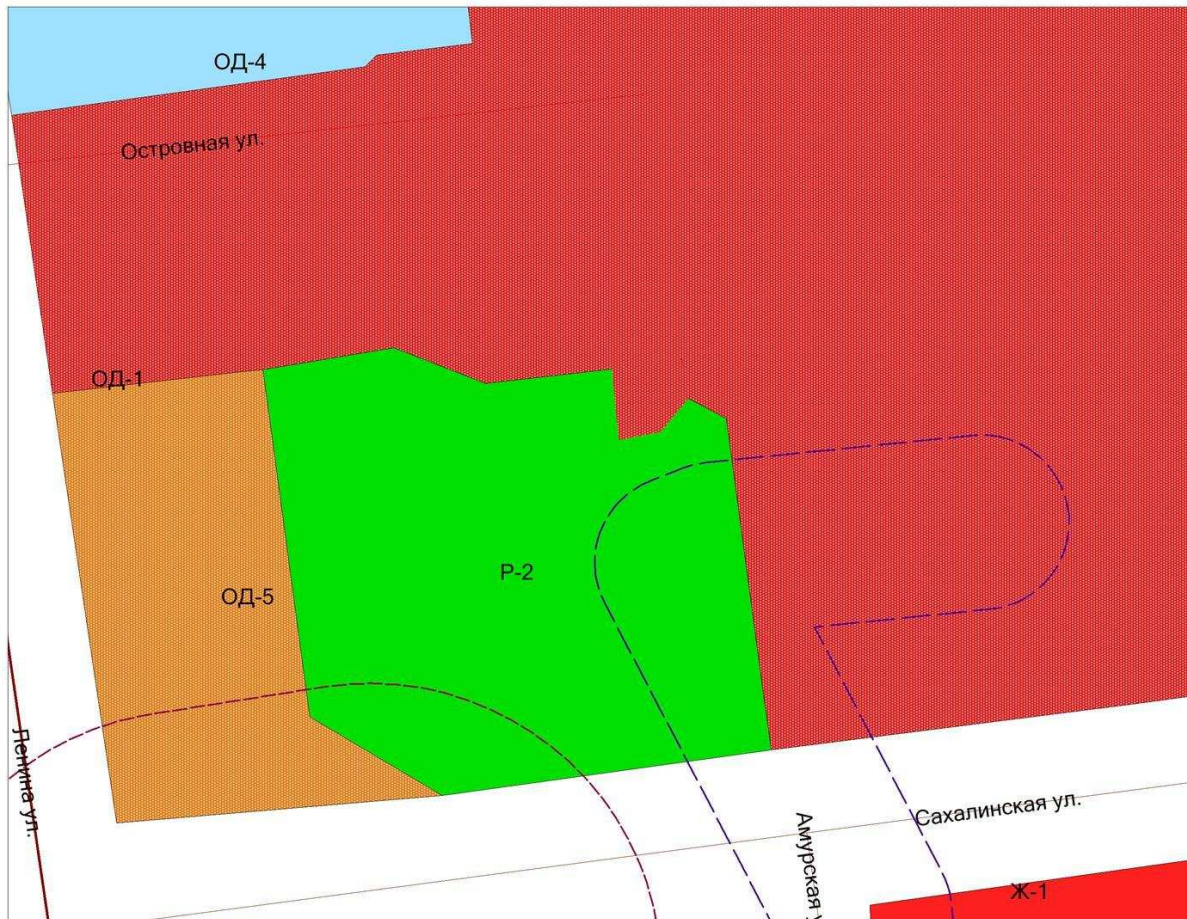 ОД-4
Островная ул.
ОД-1
Р-2
ОД-5
Ленина ул.
Сахалинская ул.
Амурская у
Ж-1